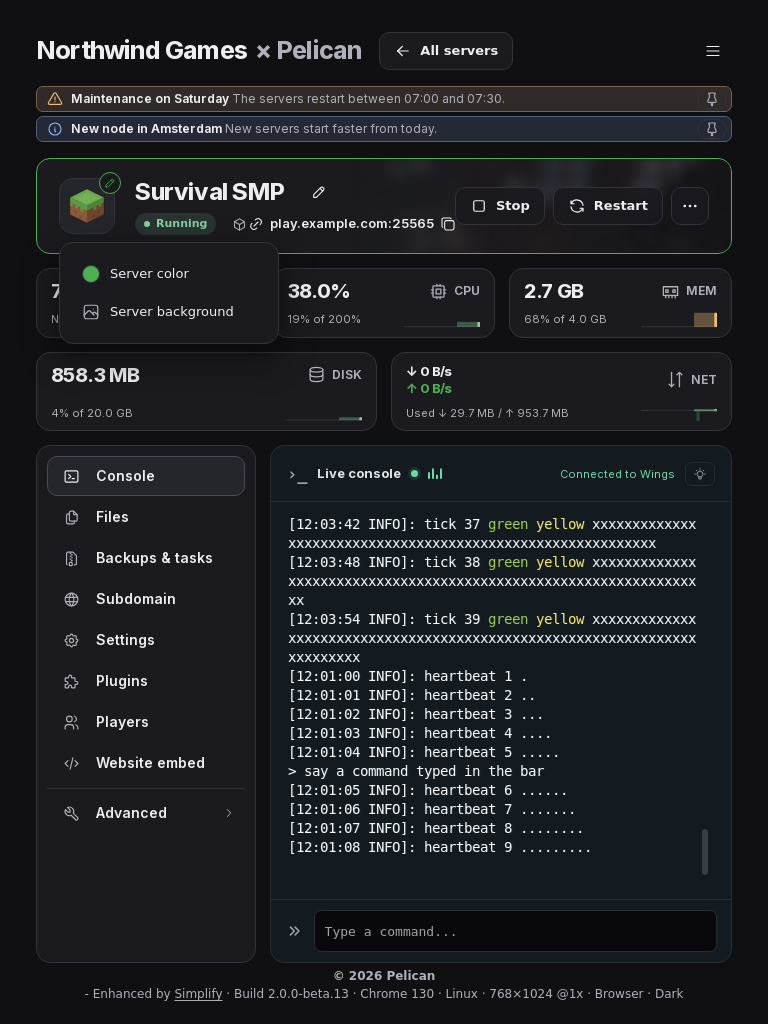 Northwind Games × Pelican
All servers
Maintenance on Saturday The servers restart between 07:00 and 07:30.
New node in Amsterdam New servers start faster from today.
Survival SMP
Running
play.example.com:25565
Stop
Restart
Server color
Server background
38.0%
CPU
19% of 200%
2.7 GB
MEM
68% of 4.0 GB
858.3 MB
DISK
4% of 20.0 GB
↓ 0 B/s
↑ 0 B/s
NET
Used ↓ 29.7 MB / ↑ 953.7 MB
Console
Files
Backups & tasks
Subdomain
Settings
Plugins
Players
Website embed
Advanced
Live console
Connected to Wings
[12:03:42 INFO]: tick 37 green yellow xxxxxxxxxxxxx
xxxxxxxxxxxxxxxxxxxxxxxxxxxxxxxxxxxxxxxxxxxxxx
[12:03:48 INFO]: tick 38 green yellow xxxxxxxxxxxxx
xxxxxxxxxxxxxxxxxxxxxxxxxxxxxxxxxxxxxxxxxxxxxxxxxxx
xx
[12:03:54 INFO]: tick 39 green yellow xxxxxxxxxxxxx
xxxxxxxxxxxxxxxxxxxxxxxxxxxxxxxxxxxxxxxxxxxxxxxxxxx
xxxxxxxxx
[12:01:00 INFO]: heartbeat 1 .
[12:01:01 INFO]: heartbeat 2 ..
[12:01:02 INFO]: heartbeat 3 ...
[12:01:03 INFO]: heartbeat 4 ....
[12:01:04 INFO]: heartbeat 5 .....
> say a command typed in the bar
[12:01:05 INFO]: heartbeat 6 ......
[12:01:06 INFO]: heartbeat 7 .......
[12:01:07 INFO]: heartbeat 8 ........
[12:01:08 INFO]: heartbeat 9 .........
Type a command...
© 2026 Pelican
- Enhanced by Simplify · Build 2.0.0-beta.13 · Chrome 130 · Linux · 768×1024 @1x · Browser · Dark